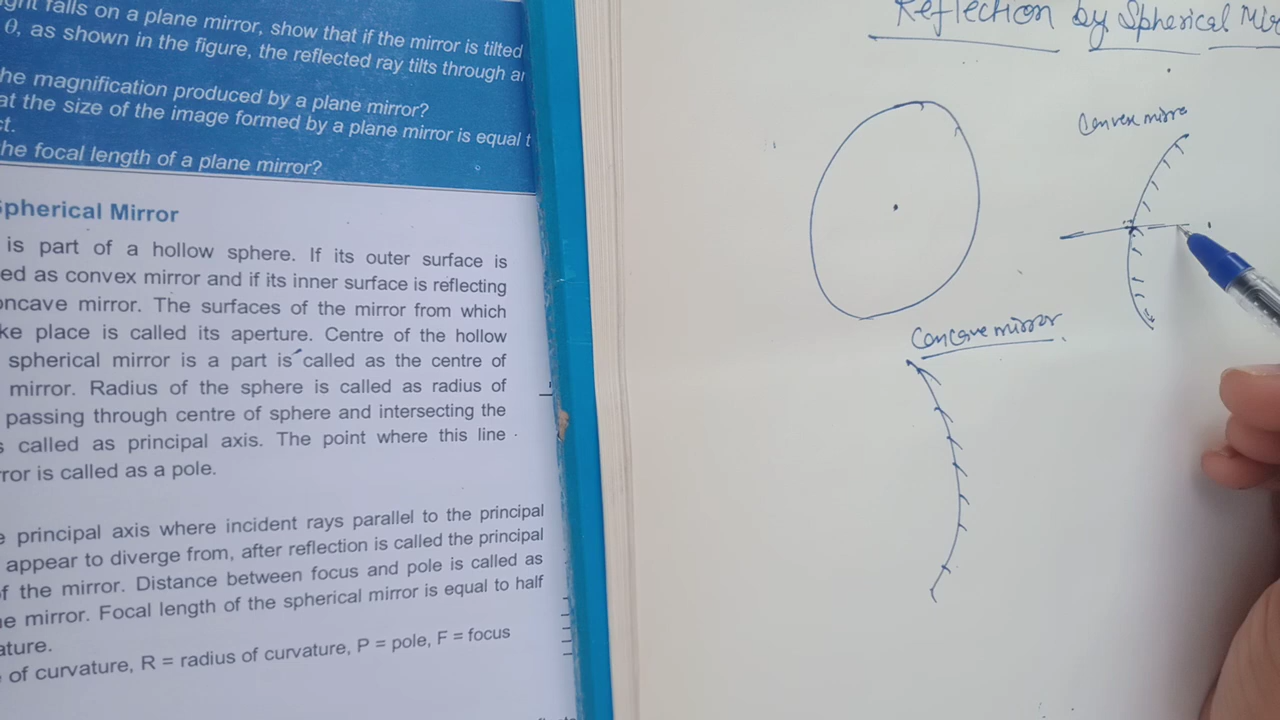 falls on a plane mirror, show that if the mirror is tilted
θ, as shown in the figure, the reflected ray tilts through
he magnification produced by a plane mirror?
at the size of the image formed by a plane mirror is equal t
ct.
he focal length of a plane mirror?
pherical Mirror
is part of a hollow sphere. If its outer surface is
ed as convex mirror and if its inner surface is reflecting
oncave mirror. The surfaces of the mirror from which
ke place is called its aperture. Centre of the hollow
spherical mirror is a part is called as the centre of
mirror. Radius of the sphere is called as radius of
passing through centre of sphere and intersecting the
s called as principal axis. The point where this line
ror is called as a pole.
e principal axis where incident rays parallel to the principal
appear to diverge from, after reflection is called the principal
of the mirror. Distance between focus and pole is called as
he mirror. Focal length of the spherical mirror is equal to half
ature.
of curvature, R = radius of curvature, P = pole, F = focus
Reflection by Spherical Mir
Convex mirror
Concave mirror